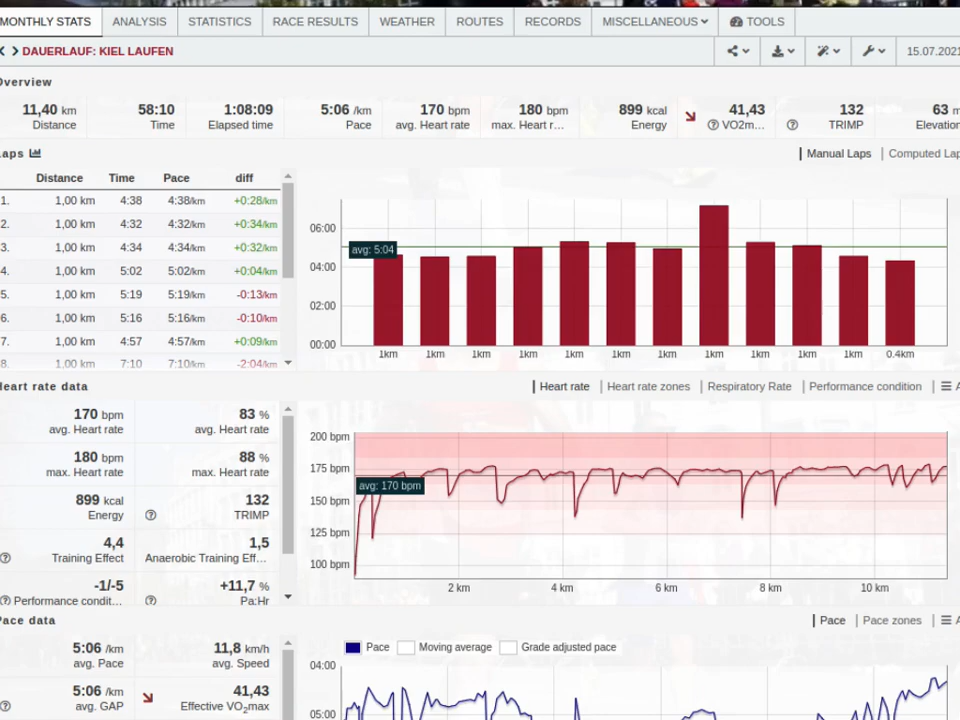 MONTHLY STATS ANALYSIS STATISTICS RACE RESULTS WEATHER ROUTES RECORDS MISCELLANEOUS TOOLS
DAUERLAUF: KIEL LAUFEN 15.07.2021
Overview
11,40 km 58:10 1:08:09 5:06 /km 170 bpm 180 bpm 899 kcal 41,43 132 63 m
Distance Time Elapsed time Pace avg. Heart rate max. Heart r… Energy VO2m… TRIMP Elevation
Laps Manual Laps Computed Lap
Distance Time Pace diff
1. 1,00 km 4:38 4:38/km +0:28/km
2. 1,00 km 4:32 4:32/km +0:34/km
3. 1,00 km 4:34 4:34/km +0:32/km
4. 1,00 km 5:02 5:02/km +0:04/km
5. 1,00 km 5:19 5:19/km -0:13/km
6. 1,00 km 5:16 5:16/km -0:10/km
7. 1,00 km 4:57 4:57/km +0:09/km
8. 1,00 km 7:10 7:10/km -2:04/km
06:00
avg: 5:04
04:00
02:00
00:00
1km 1km 1km 1km 1km 1km 1km 1km 1km 1km 1km 0.4km
Heart rate data Heart rate Heart rate zones Respiratory Rate Performance condition A
170 bpm 83 %
avg. Heart rate avg. Heart rate
180 bpm 88 %
max. Heart rate max. Heart rate
899 kcal 132
Energy TRIMP
4,4 1,5
Training Effect Anaerobic Training Eff…
-1/-5 +11,7 %
Performance condit… Pa:Hr
200 bpm
175 bpm
avg: 170 bpm
150 bpm
125 bpm
100 bpm
2 km 4 km 6 km 8 km 10 km
Pace data Pace Pace zones A
5:06 /km 11,8 km/h
avg. Pace avg. Speed
5:06 /km 41,43
avg. GAP Effective VO2max
Pace Moving average Grade adjusted pace
04:00
05:00